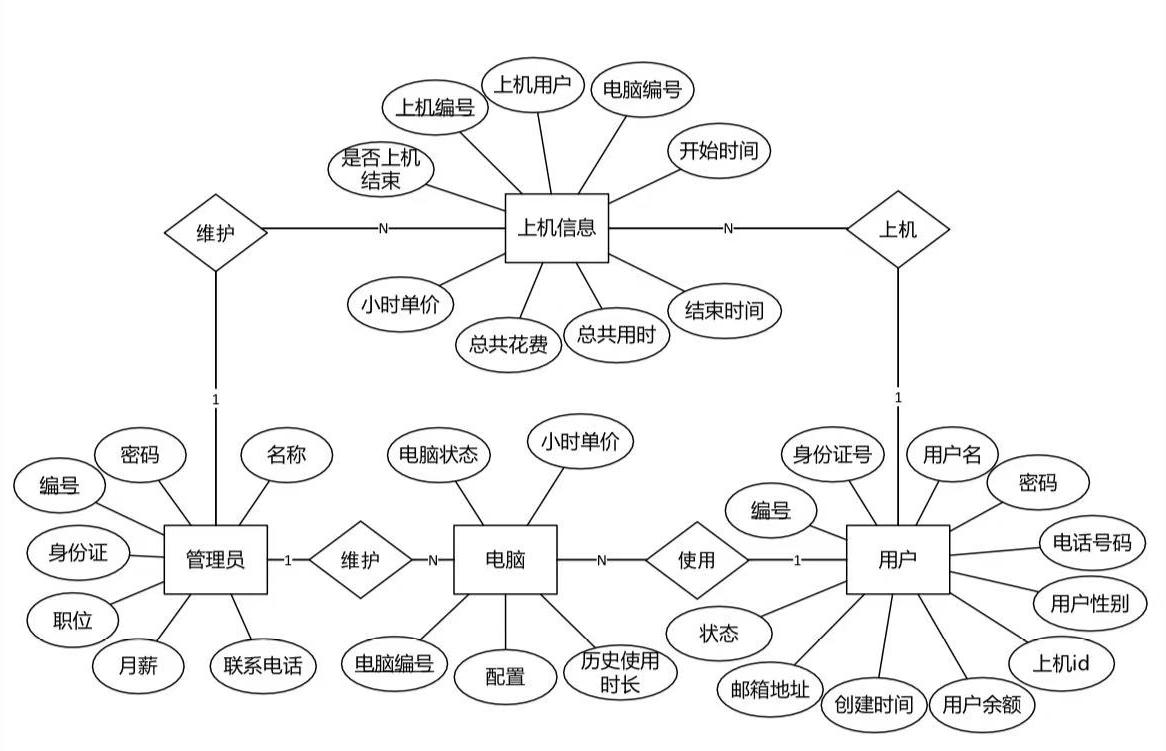 上机用户
电脑编号
上机编号
开始时间
是否上机
结束
上机信息
维护
N
N
上机
小时单价
结束时间
总共用时
总共花费
1
1
密码
名称
电脑状态
小时单价
身份证号
用户名
密码
编号
编号
身份证
电话号码
管理员
1
维护
N
电脑
N
使用
1
用户
用户性别
职位
状态
月薪
联系电话
电脑编号
配置
历史使用
时长
上机id
邮箱地址
创建时间
用户余额